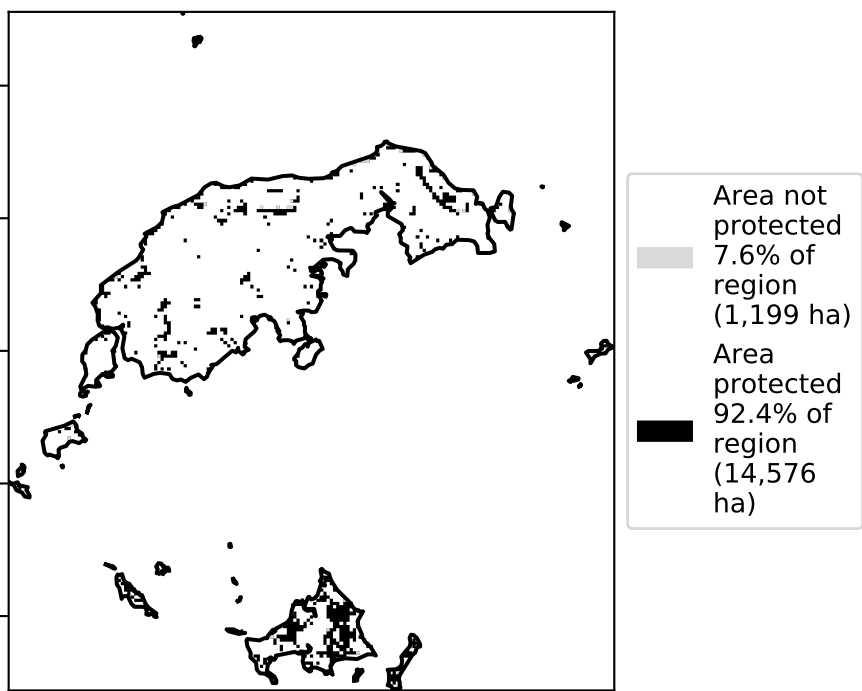 Area not
protected
7.6% of
region
(1,199 ha)
Area
protected
92.4% of
region
(14,576
ha)